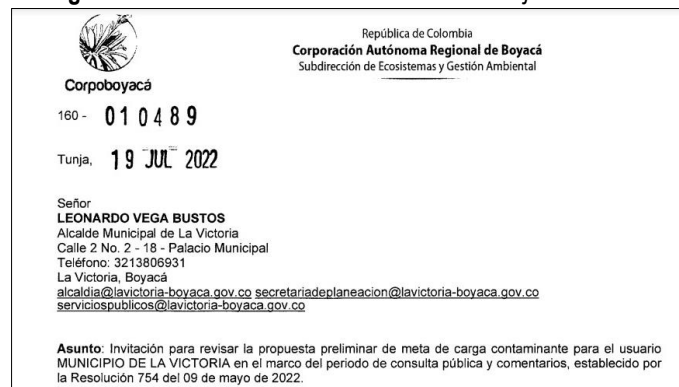 República de Colombia
Corporación Autónoma Regional de Boyacá
Subdirección de Ecosistemas y Gestión Ambiental
Corpoboyacá
160 - 010489
Tunja, 19 JUL 2022
Señor
LEONARDO VEGA BUSTOS
Alcalde Municipal de La Victoria
Calle 2 No. 2 - 18 - Palacio Municipal
Teléfono: 3213806931
La Victoria, Boyacá
alcaldia@lavictoria-boyaca.gov.co secretariadeplaneacion@lavictoria-boyaca.gov.co
serviciospublicos@lavictoria-boyaca.gov.co
Asunto: Invitación para revisar la propuesta preliminar de meta de carga contaminante para el usuario
MUNICIPIO DE LA VICTORIA en el marco del periodo de consulta pública y comentarios, establecido por
la Resolución 754 del 09 de mayo de 2022.